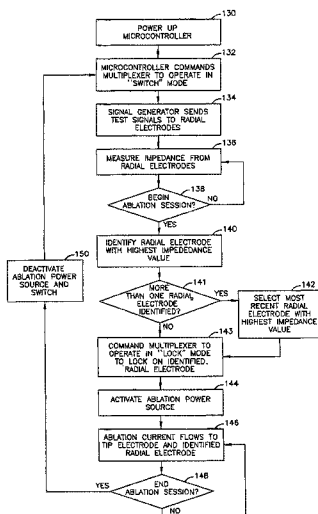 130
POWER UP
MICROCONTROLLER
132
MICROCONTROLLER COMMANDS
MULTIPLEXER TO OPERATE IN
"SWITCH" MODE
134
SIGNAL GENERATOR SENDS
TEST SIGNALS TO RADIAL
ELECTRODES
136
MEASURE IMPEDANCE FROM
RADIAL ELECTRODES
138
BEGIN
ABLATION SESSION?
NO
YES
140
IDENTIFY RADIAL ELECTRODE
WITH HIGHEST IMPEDEDANCE
VALUE
150
DEACTIVATE
ABLATION POWER
SOURCE AND
SWITCH
141
MORE
THAN ONE RADIAL
ELECTRODE
IDENTIFIED?
YES
NO
142
SELECT MOST
RECENT RADIAL
ELECTRODE WITH
HIGHEST IMPEDANCE
VALUE
143
COMMAND MULTIPLEXER TO
OPERATE IN "LOCK" MODE
TO LOCK ON IDENTIFIED
RADIAL ELECTRODE
144
ACTIVATE ABLATION POWER
SOURCE
146
ABLATION CURRENT FLOWS TO
TIP ELECTRODE AND IDENTIFIED
RADIAL ELECTRODE
148
YES
END
ABLATION SESSION?
NO